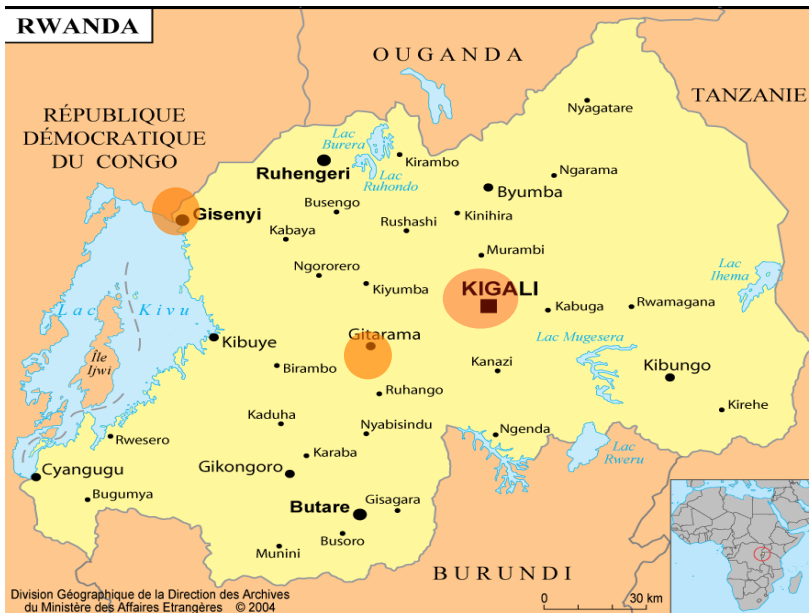 RWANDA
OUGANDA
TANZANIE
RÉPUBLIQUE
DÉMOCRATIQUE
DU CONGO
Nyagatare
Lac
Burera
Kirambo
Ruhengeri
Lac
Ruhondo
Ngarama
Byumba
Busengo
Gisenyi
Rushashi
Kinihira
Kabaya
Murambi
Lac
Ihema
Ngororero
Kiyumba
KIGALI
Lac Kivu
Kabuga
Rwamagana
Gitarama
Lac Mugesera
Kibuye
Île
Ijwi
Birambo
Kanazi
Kibungo
Ruhango
Kirehe
Kaduha
Nyabisindu
Ngenda
Rwesero
Karaba
Lac
Rweru
Cyangugu
Gikongoro
Bugumya
Butare
Gisagara
Busoro
Munini
BURUNDI
Division Géographique de la Direction des Archives
du Ministère des Affaires Etrangères © 2004
0 30 km